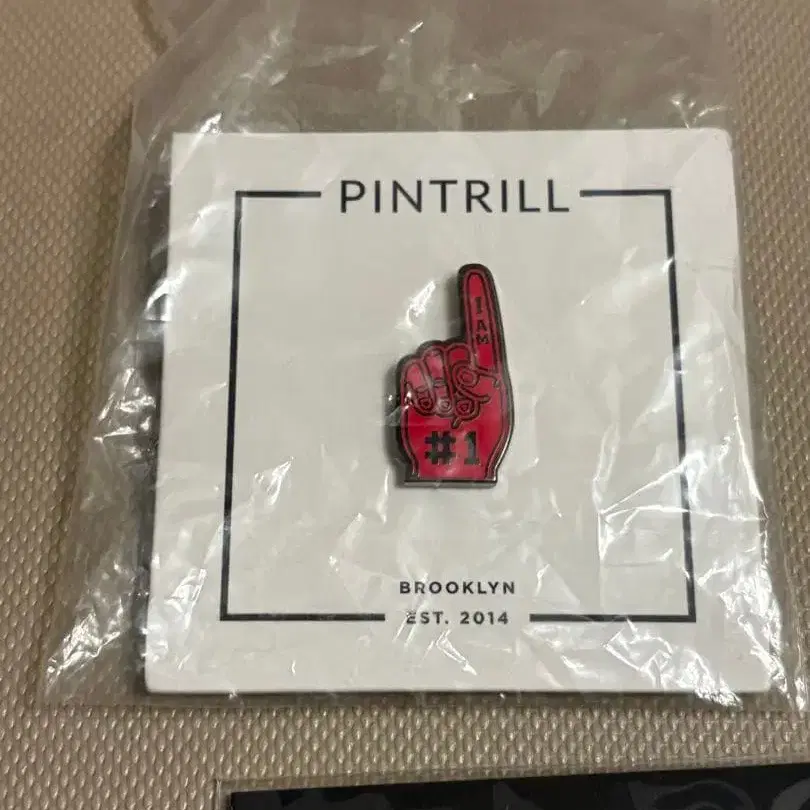 PINTRILL
I AM
#1
BROOKLYN
EST. 2014